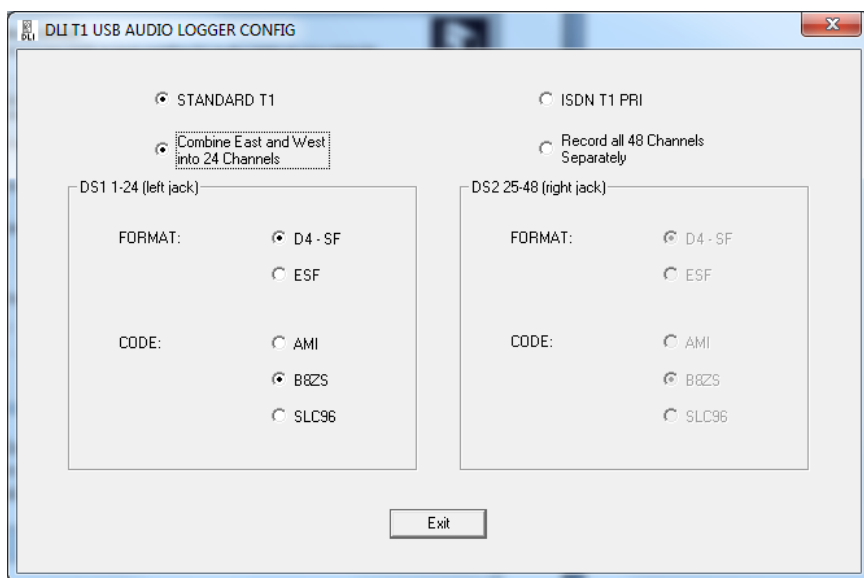 DLI
DLI T1 USB AUDIO LOGGER CONFIG
STANDARD T1
ISDN T1 PRI
Combine East and West
into 24 Channels
Record all 48 Channels
Separately
DS1 1-24 (left jack)
FORMAT:
D4 - SF
ESF
CODE:
AMI
B8ZS
SLC96
DS2 25-48 (right jack)
FORMAT:
D4 - SF
ESF
CODE:
AMI
B8ZS
SLC96
Exit